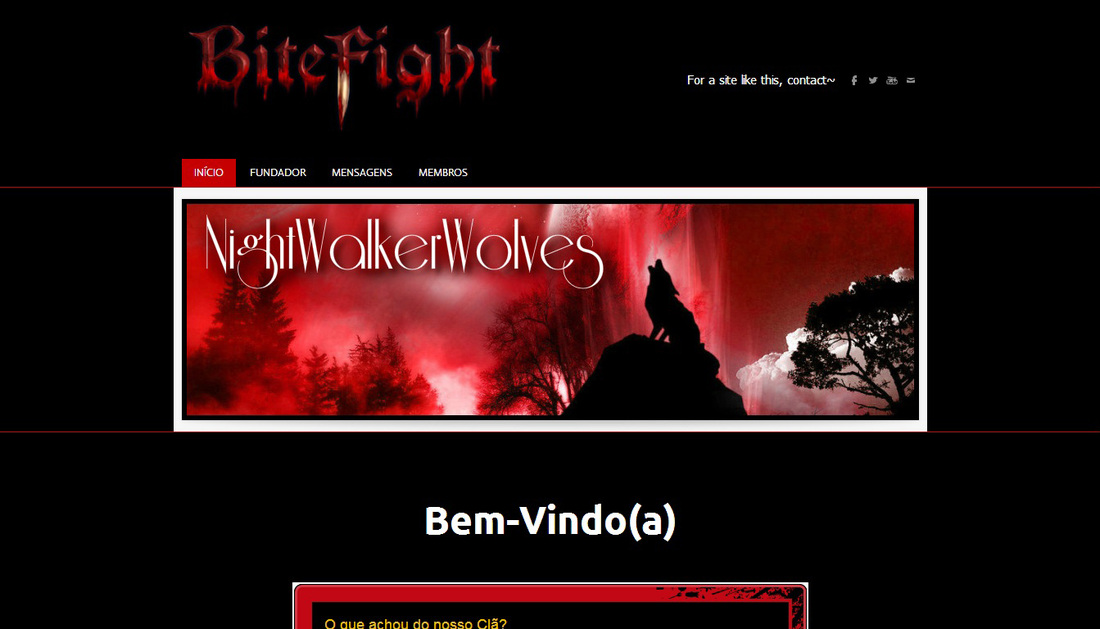 BiteFight
For a site like this, contact~
INÍCIO FUNDADOR MENSAGENS MEMBROS
NightWalkerWolves
Bem-Vindo(a)
O que achou do nosso Clã?